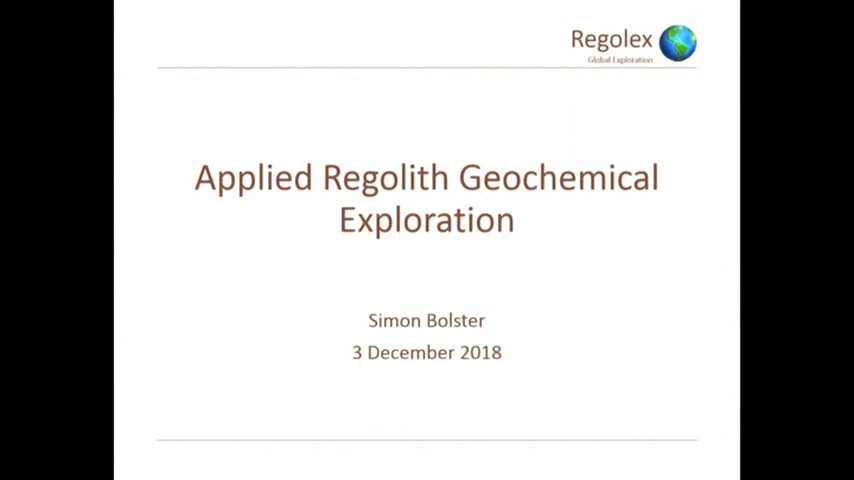 Regolex
Global Exploration
Applied Regolith Geochemical
Exploration
Simon Bolster
3 December 2018